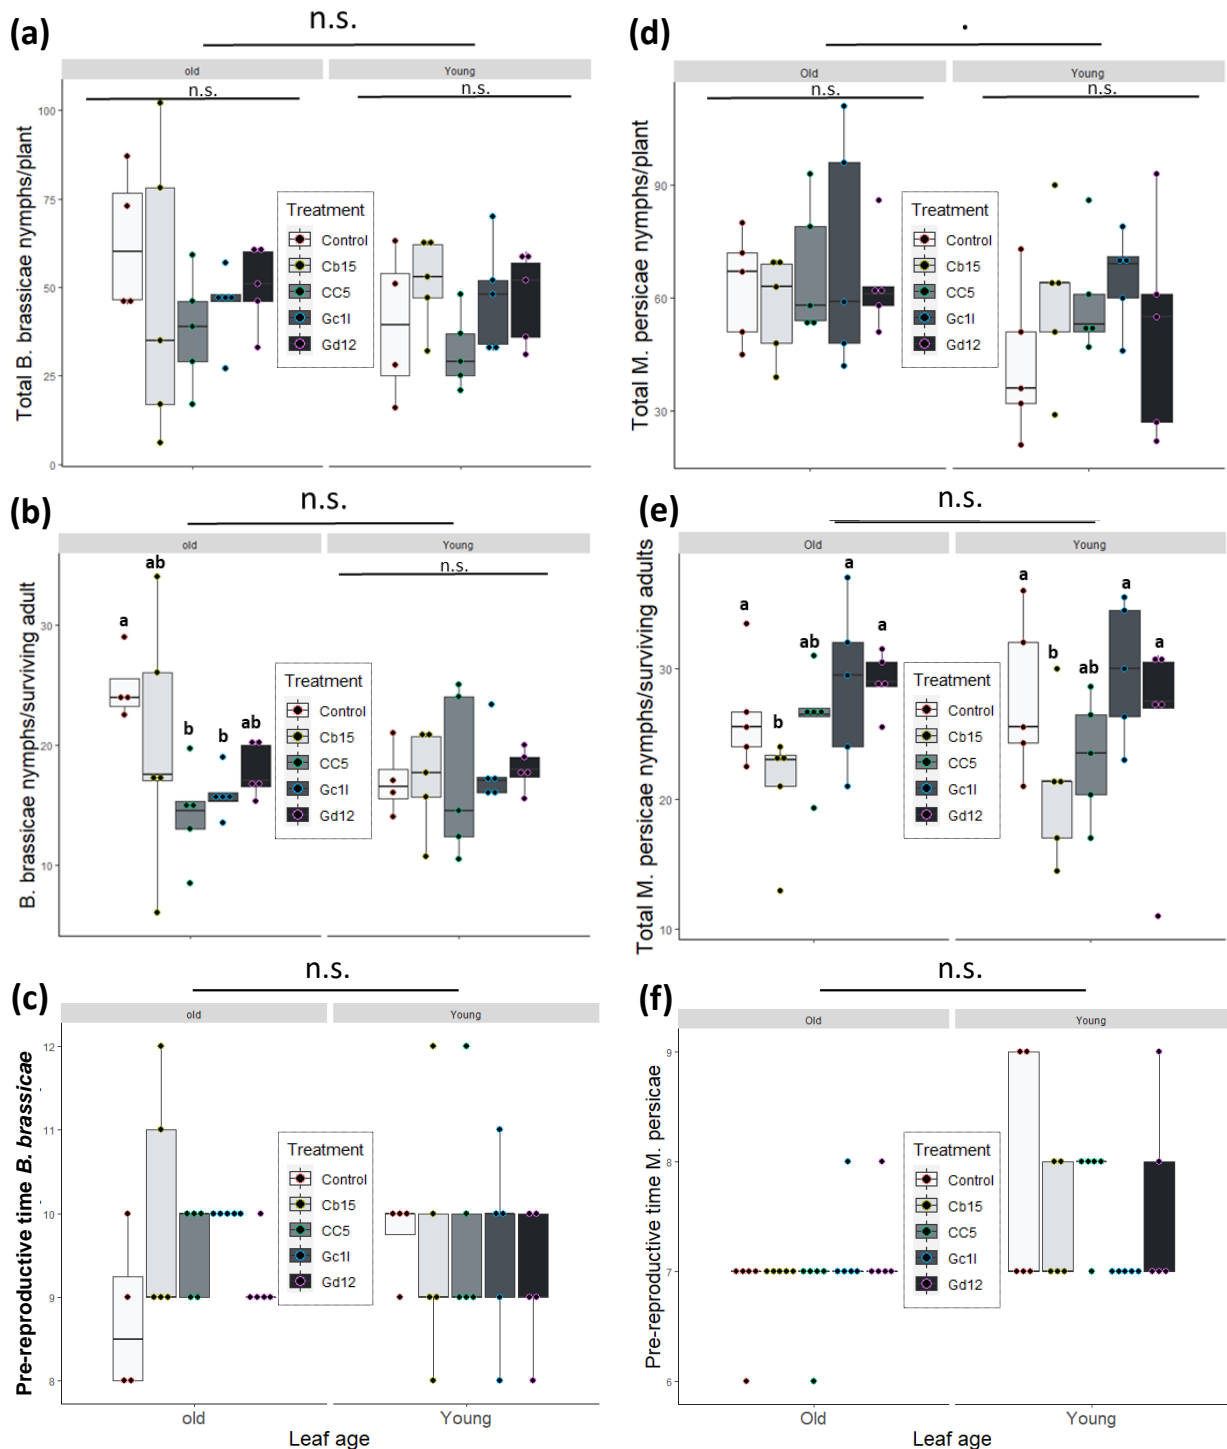 (a)
n.s.
old
Young
n.s.
n.s.
Total B. brassicae nymphs/plant
100
75
50
25
0
Treatment
Control
Cb15
CC5
Gc1l
Gd12
(d)
.
Old
Young
n.s.
n.s.
Total M. persicae nymphs/plant
90
60
30
Treatment
Control
Cb15
CC5
Gc1l
Gd12
(b)
n.s.
old
Young
ab
a
b
b
ab
n.s.
B. brassicae nymphs/surviving adult
30
20
10
Treatment
Control
Cb15
CC5
Gc1l
Gd12
(e)
n.s.
Old
Young
a
b
ab
a
a
a
b
ab
a
a
Total M. persicae nymphs/surviving adults
30
20
10
Treatment
Control
Cb15
CC5
Gc1l
Gd12
(c)
n.s.
old
Young
Pre-reproductive time B. brassicae
12
11
10
9
8
Treatment
Control
Cb15
CC5
Gc1l
Gd12
old
Young
Leaf age
(f)
n.s.
Old
Young
Pre-reproductive time M. persicae
9
8
7
6
Treatment
Control
Cb15
CC5
Gc1l
Gd12
Old
Young
Leaf age